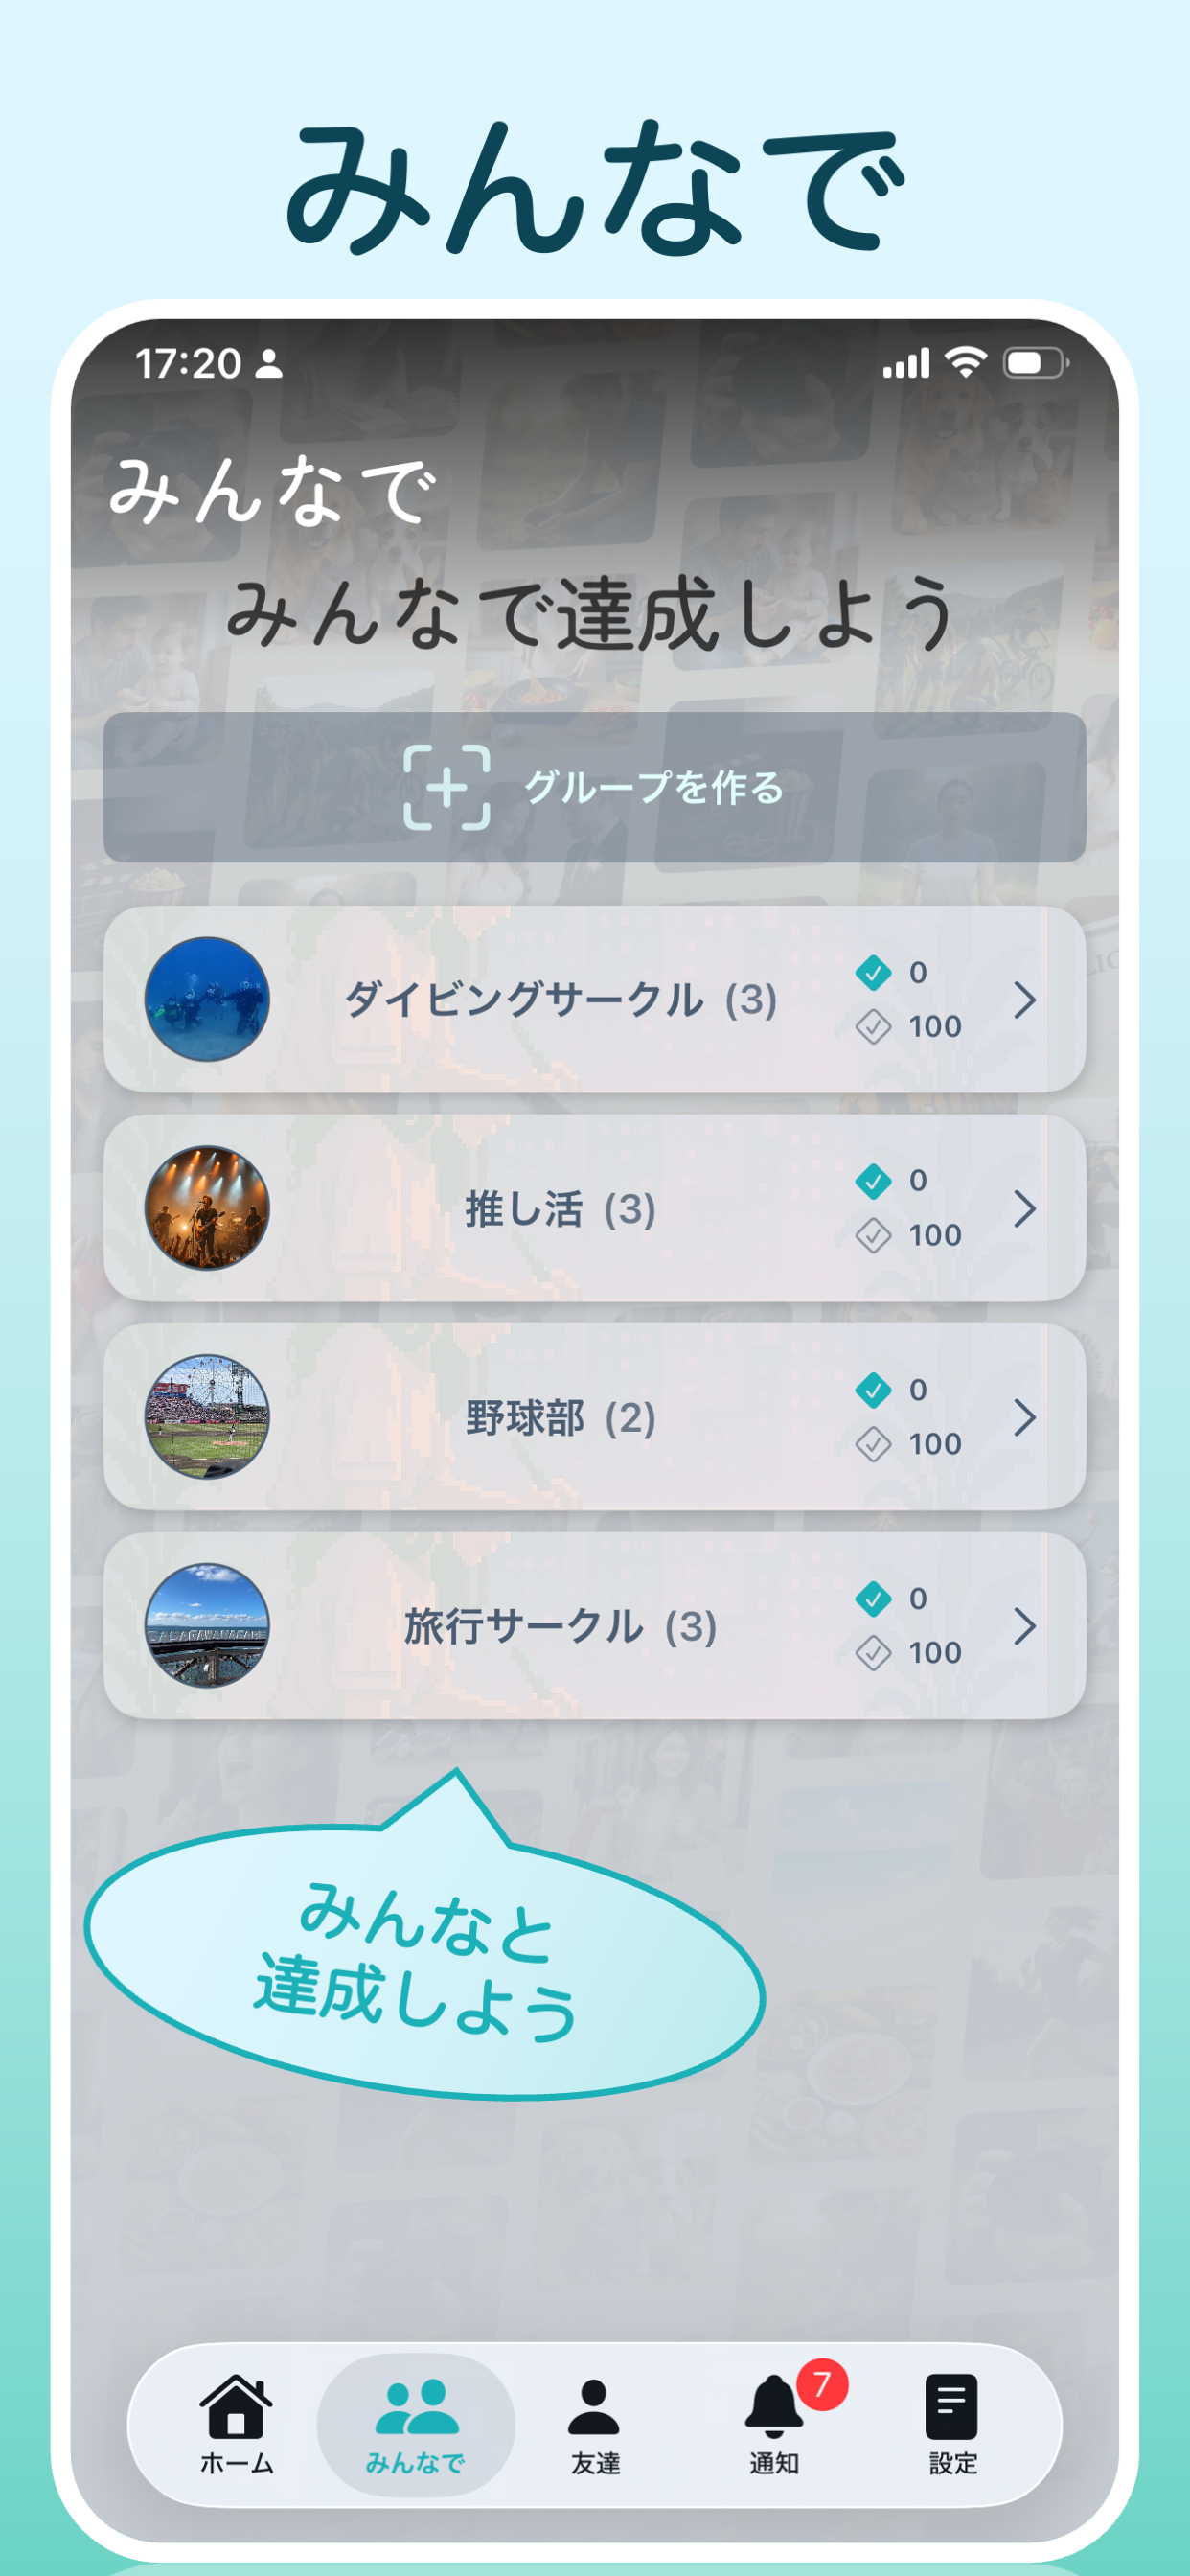 みんなで
17:20
みんなで
みんなで達成しよう
グループを作る
ダイビングサークル (3)
0
100
推し活 (3)
0
100
野球部 (2)
0
100
旅行サークル (3)
0
100
みんなと
達成しよう
7
ホーム
みんなで
友達
通知
設定